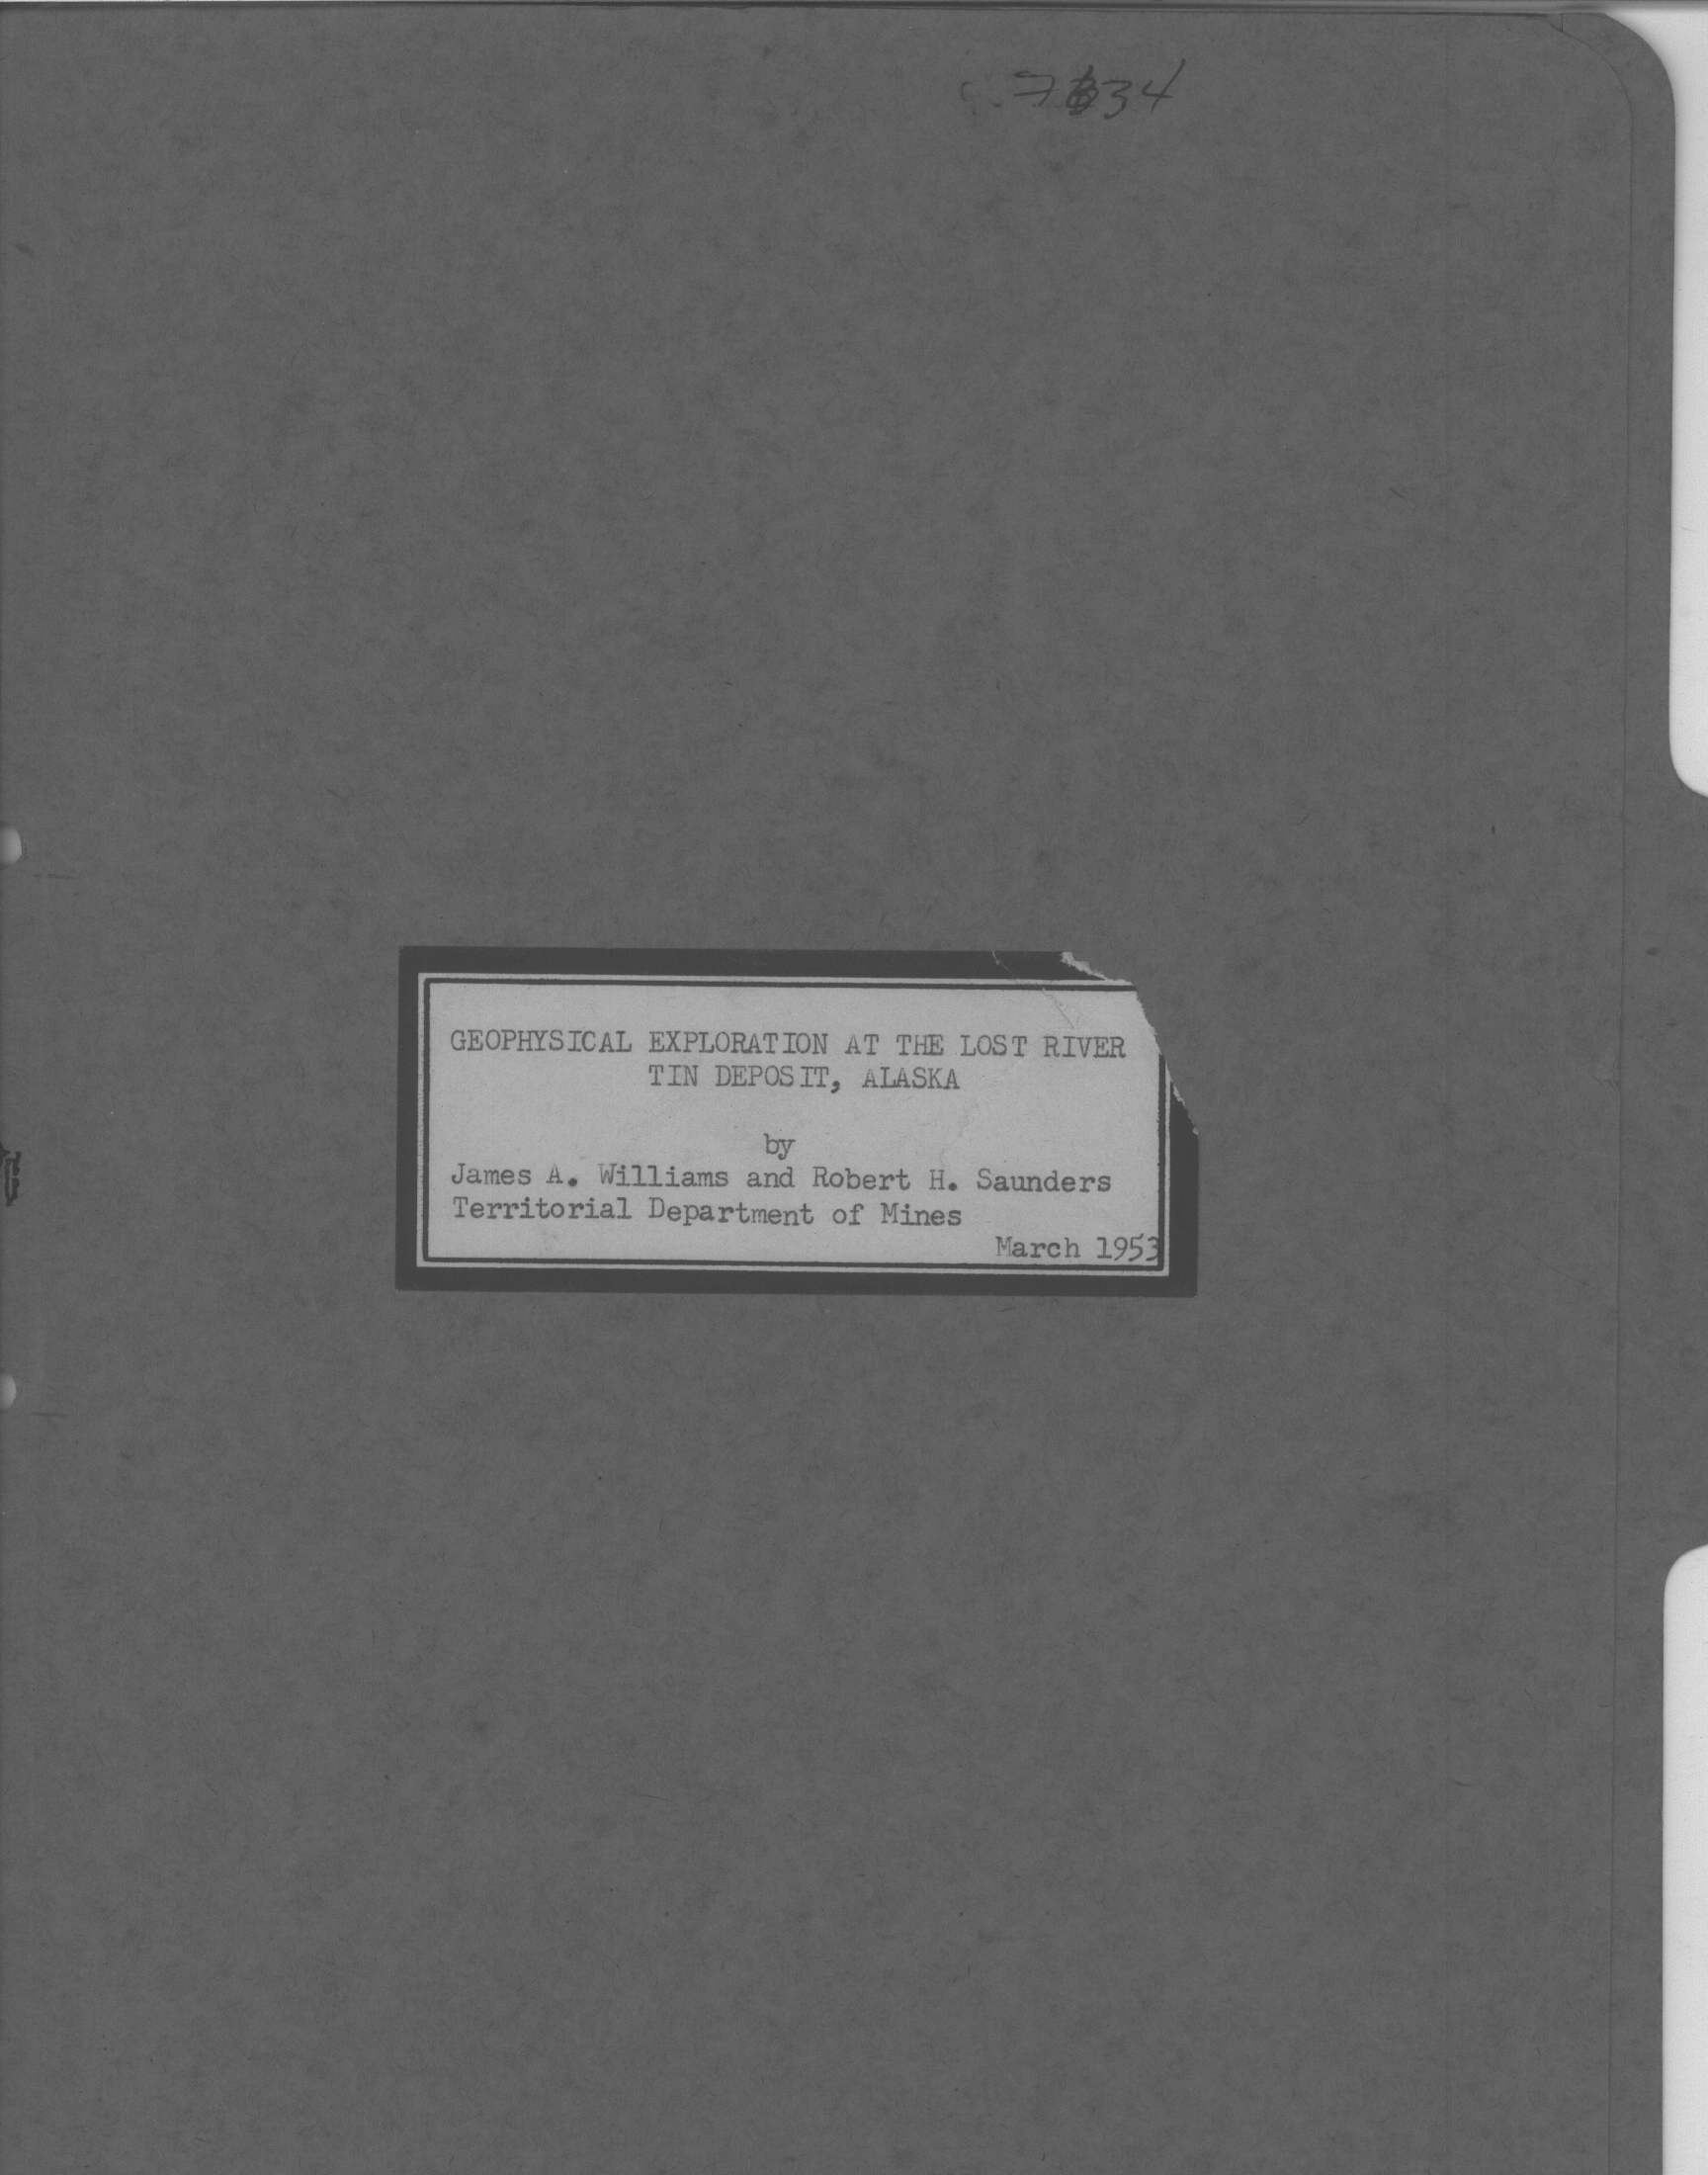 GEOPHYSICAL EXPLORATION AT THE LOST RIVER
TIN DEPOSIT, ALASKA
by
James A. Williams and Robert H. Saunders
Territorial Department of Mines
March 1953